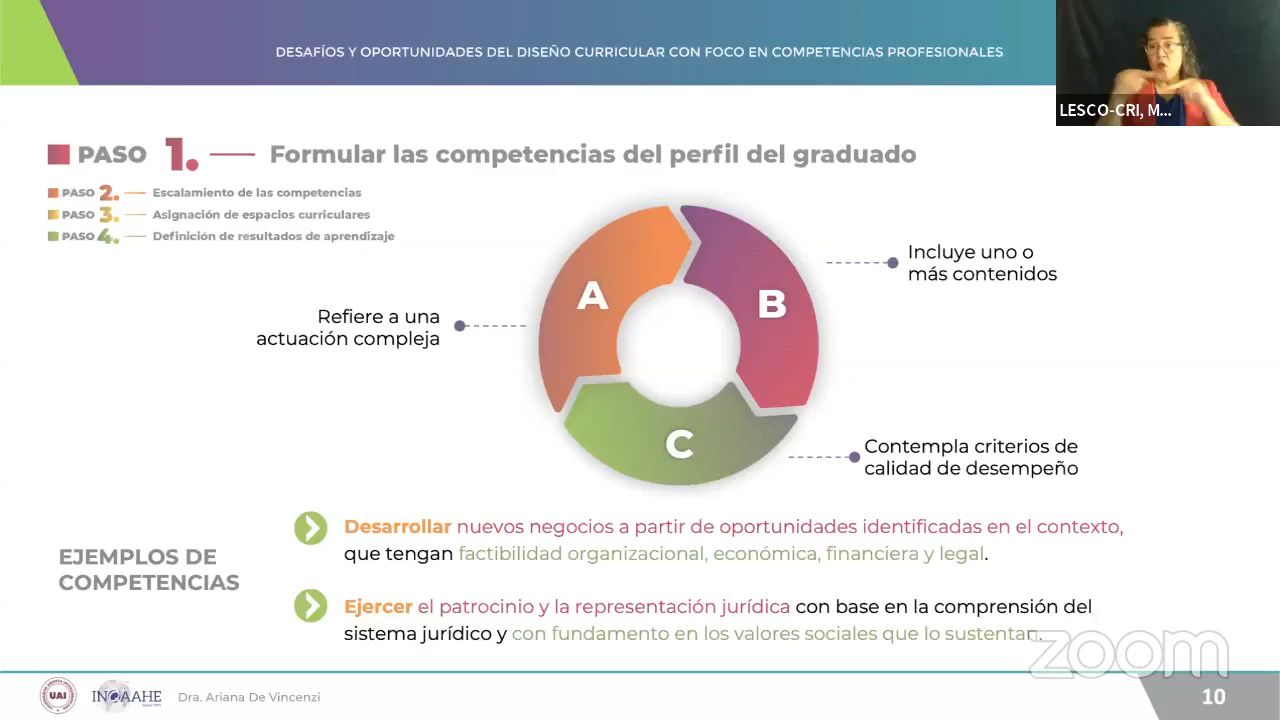 DESAFÍOS Y OPORTUNIDADES DEL DISEÑO CURRICULAR CON FOCO EN COMPETENCIAS PROFESIONALES
LESCO-CRI, M...
PASO 1. Formular las competencias del perfil del graduado
PASO 2. Escalamiento de las competencias
PASO 3. Asignación de espacios curriculares
PASO 4. Definición de resultados de aprendizaje
A
B
C
Incluye uno o
más contenidos
Refiere a una
actuación compleja
Contempla criterios de
calidad de desempeño
EJEMPLOS DE
COMPETENCIAS
Desarrollar nuevos negocios a partir de oportunidades identificadas en el contexto,
que tengan factibilidad organizacional, económica, financiera y legal.
Ejercer el patrocinio y la representación jurídica con base en la comprensión del
sistema jurídico y con fundamento en los valores sociales que lo sustentan.
zoom
UAI
INQAAHE
Dra. Ariana De Vincenzi
10